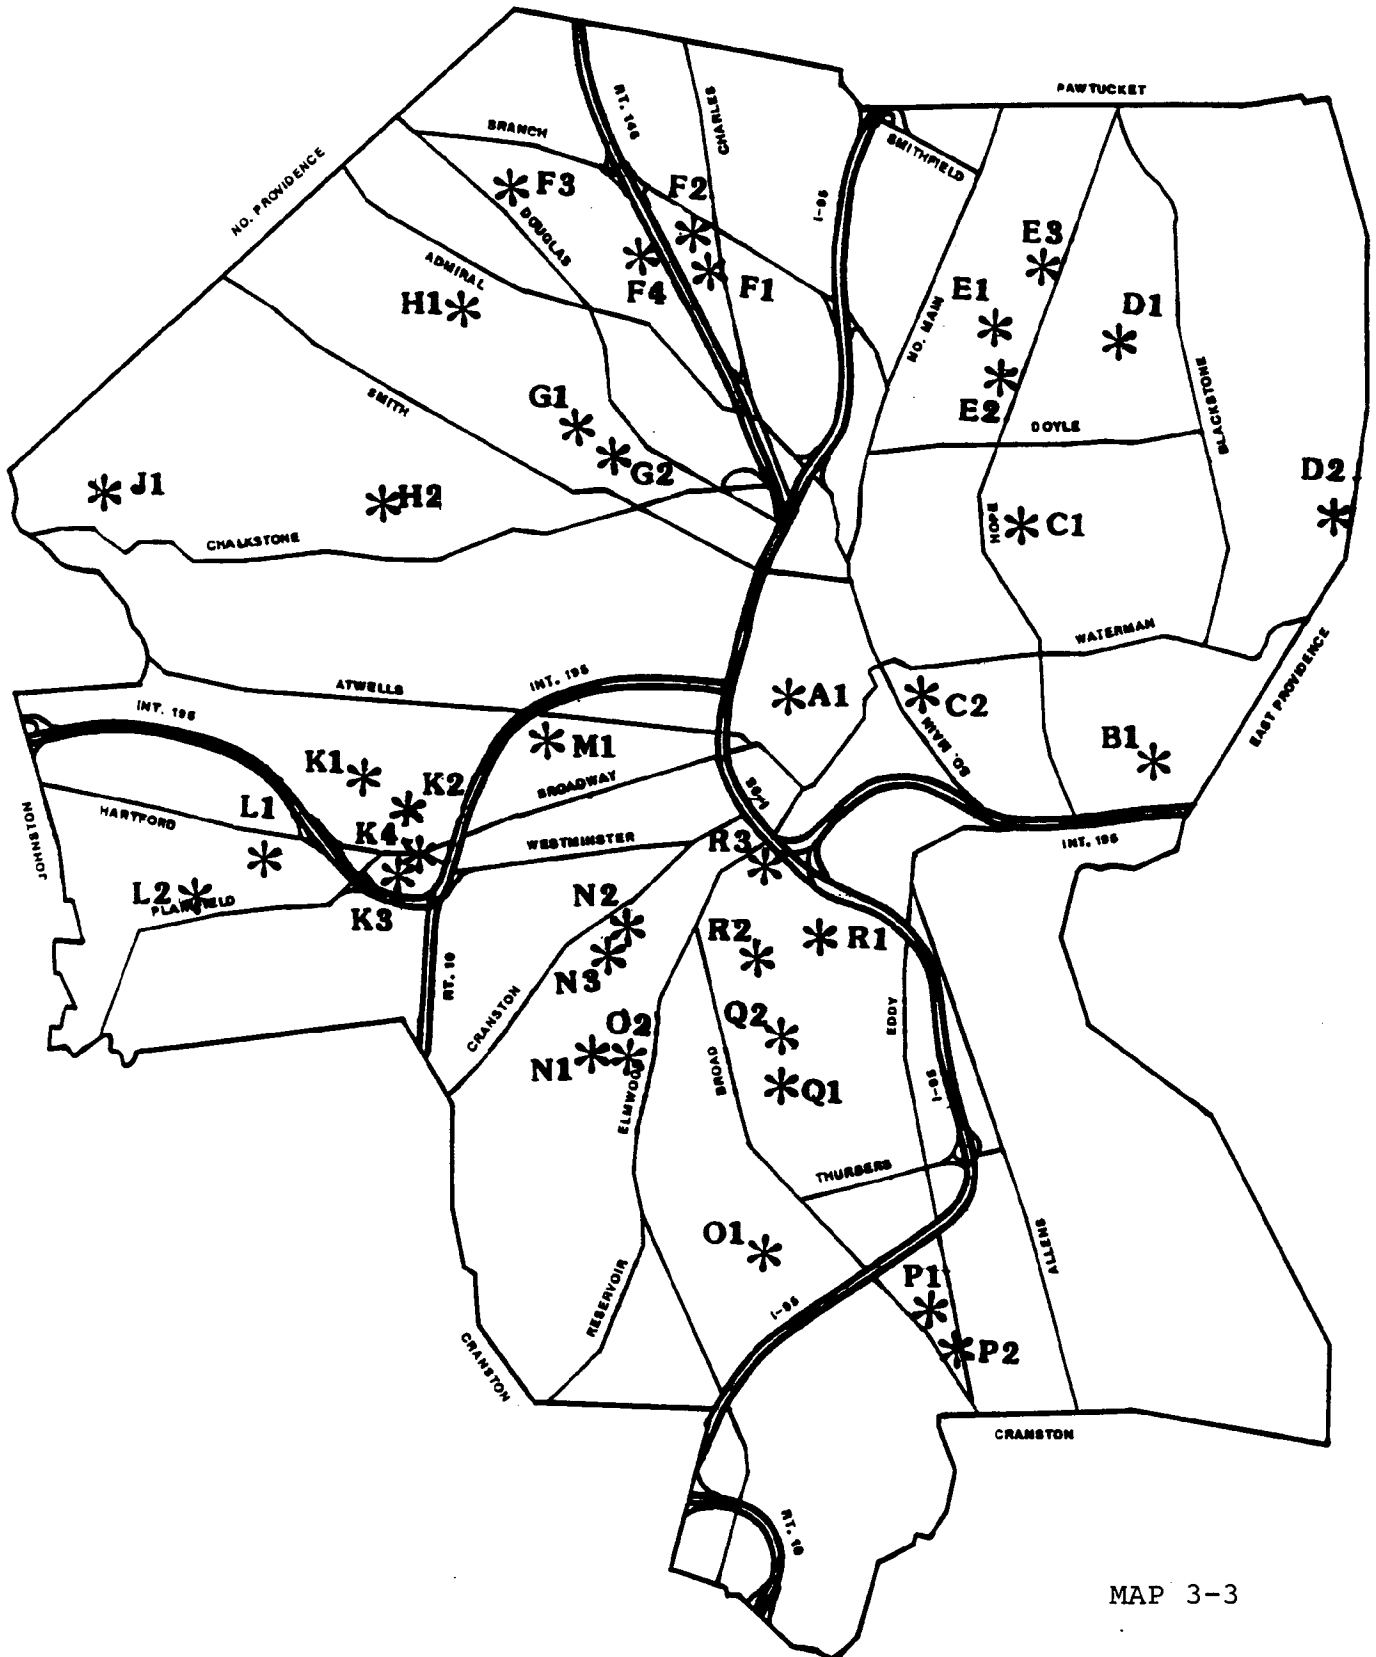 PAWTUCKET
RT. 146
CHARLES
BRANCH
SMITHFIELD
NO. PROVIDENCE
F3
F2
I-95
DOUGLAS
E3
ADMIRAL
F4
F1
E1
H1
D1
NO. MAIN
SMITH
G1
E2
BLACKSTONE
DOYLE
G2
D2
J1
H2
HOPE
C1
CHALKSTONE
WATERMAN
EAST PROVIDENCE
ATWELLS
INT. 195
A1
C2
INT. 195
SO. MAIN
M1
B1
K1
K2
BROADWAY
I-95
L1
JOHNSTON
HARTFORD
K4
WESTMINSTER
R3
INT. 195
L2
PLAINFIELD
K3
N2
R2
R1
RT. 10
N3
CRANSTON
O2
Q2
EDDY
N1
ELMWOOD
BROAD
Q1
I-95
THURBERS
O1
ALLENS
RESERVOIR
P1
I-95
P2
CRANSTON
CRANSTON
RT. 10
MAP 3-3